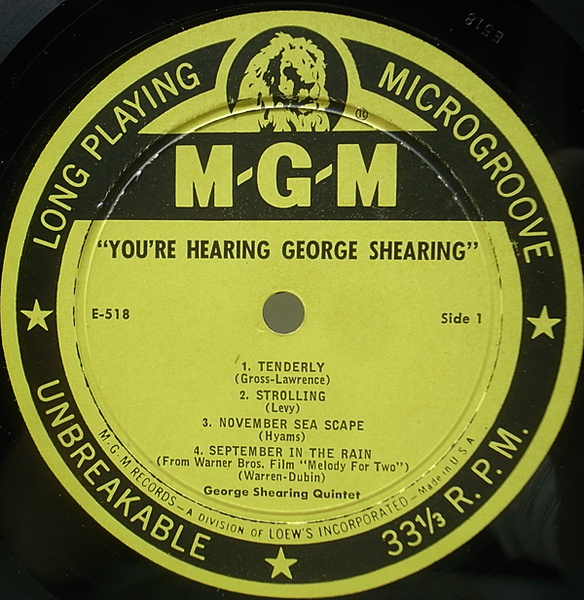 E518
LONG PLAYING
MICROGROOVE
®
M-G-M
"YOU'RE HEARING GEORGE SHEARING"
E-518
Side 1
1. TENDERLY
(Gross-Lawrence)
2. STROLLING
(Levy)
3. NOVEMBER SEA SCAPE
(Hyams)
4. SEPTEMBER IN THE RAIN
(From Warner Bros. Film "Melody For Two")
(Warren-Dubin)
George Shearing Quintet
M-G-M RECORDS—A DIVISION OF LOEW'S INCORPORATED—Made in U.S.A.
UNBREAKABLE
33⅓ R.P.M.